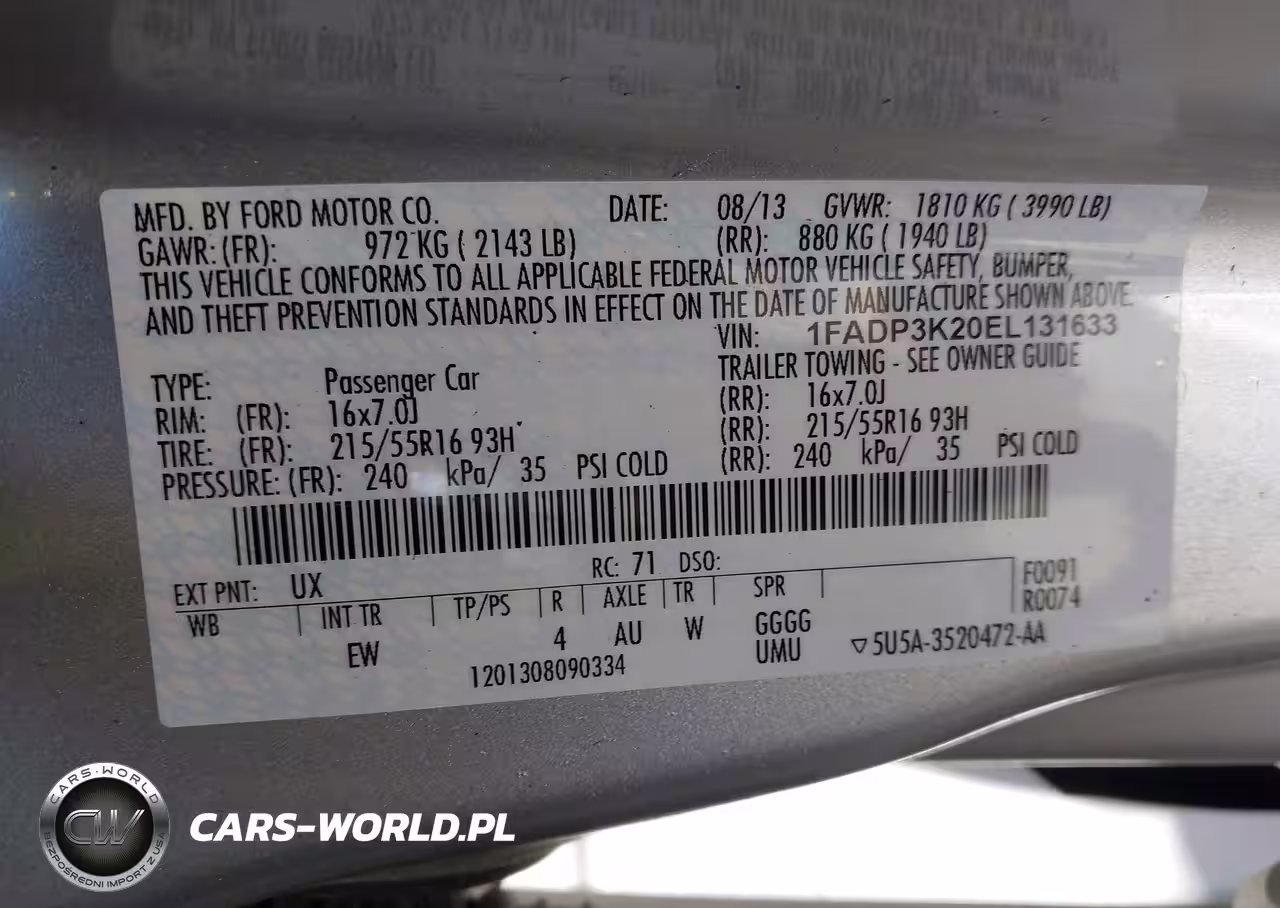 MFD. BY FORD MOTOR CO. DATE: 08/13 GVWR: 1810 KG ( 3990 LB)
GAWR: (FR): 972 KG ( 2143 LB) (RR): 880 KG ( 1940 LB)
THIS VEHICLE CONFORMS TO ALL APPLICABLE FEDERAL MOTOR VEHICLE SAFETY, BUMPER,
AND THEFT PREVENTION STANDARDS IN EFFECT ON THE DATE OF MANUFACTURE SHOWN ABOVE.
VIN: 1FADP3K20EL131633
TYPE: Passenger Car TRAILER TOWING - SEE OWNER GUIDE
RIM: (FR): 16x7.0J (RR): 16x7.0J
TIRE: (FR): 215/55R16 93H (RR): 215/55R16 93H
PRESSURE: (FR): 240 kPa/ 35 PSI COLD (RR): 240 kPa/ 35 PSI COLD
EXT PNT: UX RC: 71 DSO: F0091
WB INT TR TP/PS R AXLE TR SPR R0074
EW 4 AU W GGGG
1201308090334 UMU ▽5U5A-3520472-AA
CARS-WORLD
CW
BEZPOŚREDNI IMPORT Z USA
CARS-WORLD.PL